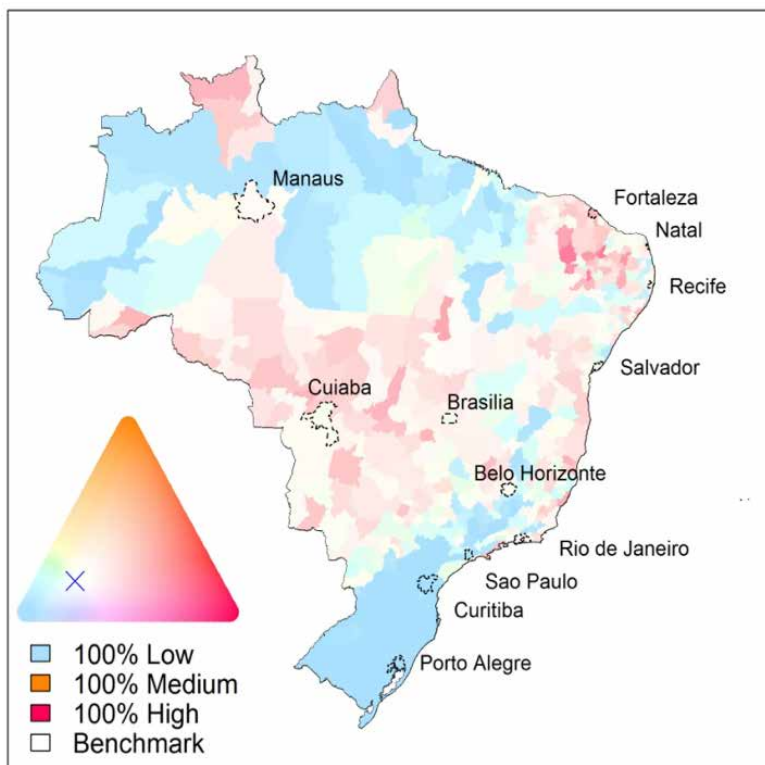 Manaus
Fortaleza
Natal
Recife
Salvador
Cuiaba
Brasilia
Belo Horizonte
Rio de Janeiro
Sao Paulo
Curitiba
Porto Alegre
100% Low
100% Medium
100% High
Benchmark